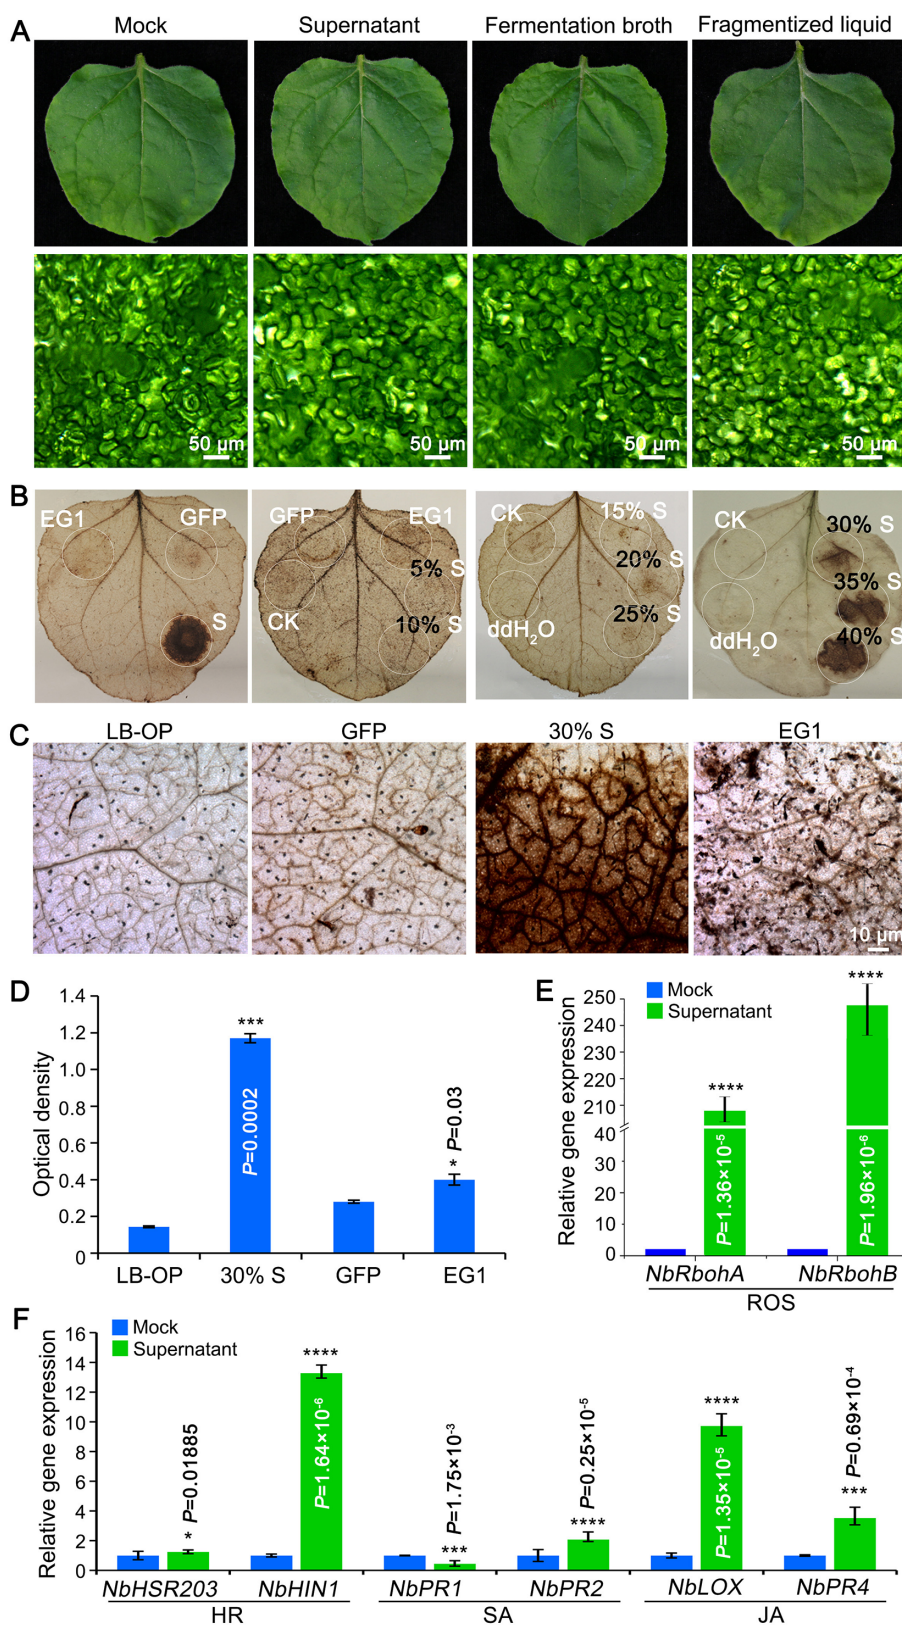 A
Mock Supernatant Fermentation broth Fragmentized liquid
50 µm 50 µm 50 µm 50 µm
B
EG1 GFP S
GFP EG1 5% S CK 10% S
CK 15% S 20% S ddH2O 25% S
CK 30% S 35% S ddH2O 40% S
C
LB-OP GFP 30% S EG1
10 µm
D
Optical density
1.4
1.2
1.0
0.8
0.6
0.4
0.2
0
***
P=0.0002
* P=0.03
LB-OP 30% S GFP EG1
E
Mock
Supernatant
Relative gene expression
250
240
230
220
210
40
30
20
10
0
****
P=1.36×10-5
****
P=1.96×10-6
NbRbohA NbRbohB
ROS
F
Mock
Supernatant
Relative gene expression
16
14
12
10
8
6
4
2
0
* P=0.01885
****
P=1.64×10-6
*** P=1.75×10-3
**** P=0.25×10-5
****
P=1.35×10-5
*** P=0.69×10-4
NbHSR203 NbHIN1 NbPR1 NbPR2 NbLOX NbPR4
HR SA JA